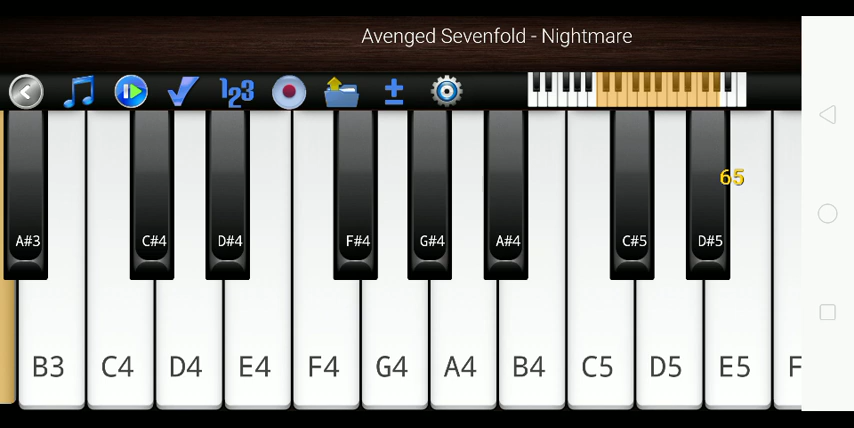 Avenged Sevenfold - Nightmare
123
65
A#3 C#4 D#4 F#4 G#4 A#4 C#5 D#5
B3 C4 D4 E4 F4 G4 A4 B4 C5 D5 E5 F